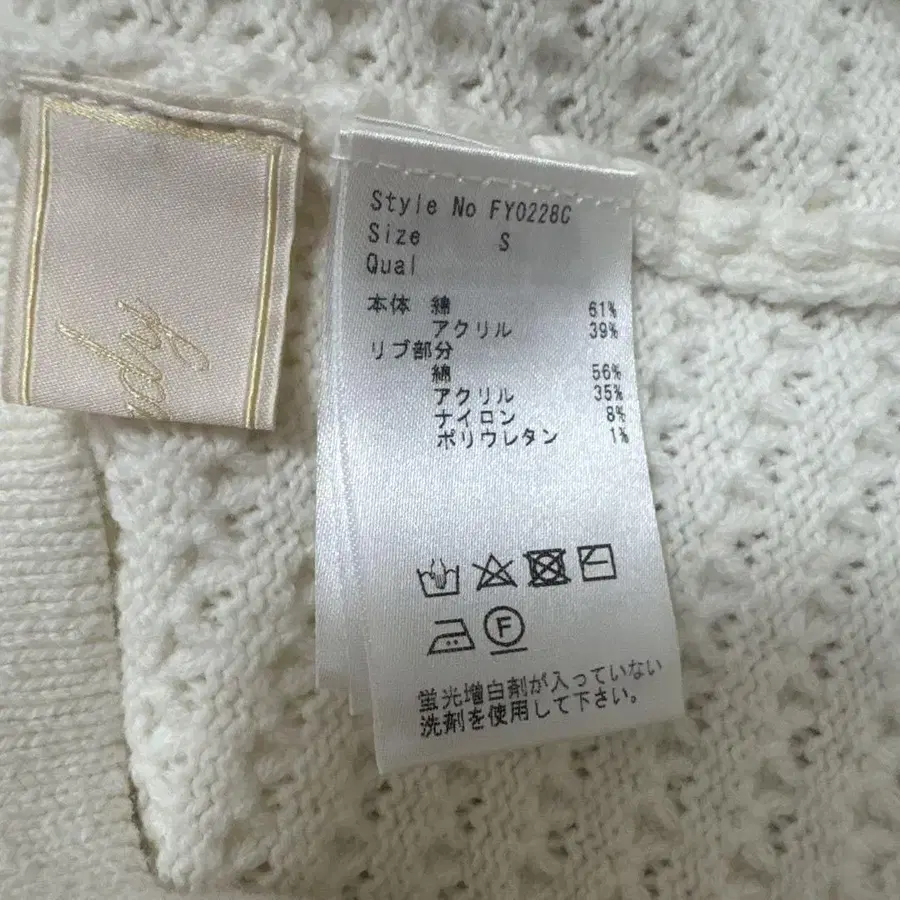 Style No FY0228C
Size S
Qual
本体 綿 61%
アクリル 39%
リブ部分
綿 56%
アクリル 35%
ナイロン 8%
ポリウレタン 1%
F
蛍光増白剤が入っていない
洗剤を使用して下さい。